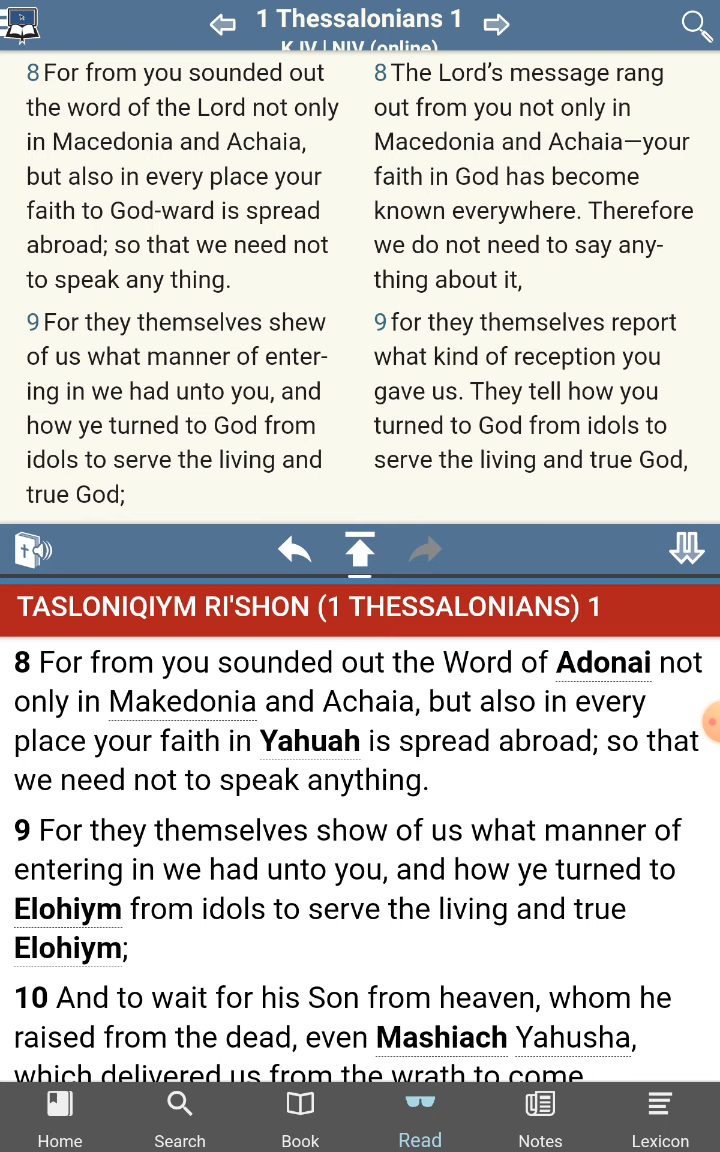 1 Thessalonians 1
KJV | NIV (online)
8 For from you sounded out
the word of the Lord not only
in Macedonia and Achaia,
but also in every place your
faith to God-ward is spread
abroad; so that we need not
to speak any thing.
9 For they themselves shew
of us what manner of enter-
ing in we had unto you, and
how ye turned to God from
idols to serve the living and
true God;
8 The Lord’s message rang
out from you not only in
Macedonia and Achaia—your
faith in God has become
known everywhere. Therefore
we do not need to say any-
thing about it,
9 for they themselves report
what kind of reception you
gave us. They tell how you
turned to God from idols to
serve the living and true God,
TASLONIQIYM RI'SHON (1 THESSALONIANS) 1
8 For from you sounded out the Word of Adonai not
only in Makedonia and Achaia, but also in every
place your faith in Yahuah is spread abroad; so that
we need not to speak anything.
9 For they themselves show of us what manner of
entering in we had unto you, and how ye turned to
Elohiym from idols to serve the living and true
Elohiym;
10 And to wait for his Son from heaven, whom he
raised from the dead, even Mashiach Yahusha,
which delivered us from the wrath to come
Home
Search
Book
Read
Notes
Lexicon